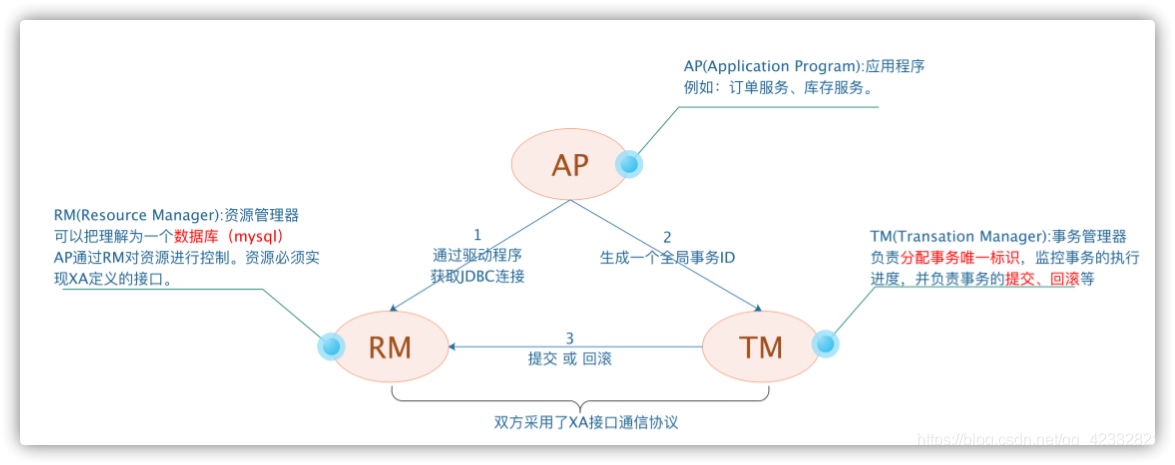 AP(Application Program):应用程序
例如：订单服务、库存服务。
AP
RM(Resource Manager):资源管理器
可以把理解为一个数据库（mysql）
AP通过RM对资源进行控制。资源必须实
现XA定义的接口。
1
通过驱动程序
获取JDBC连接
2
生成一个全局事务ID
TM(Transation Manager):事务管理器
负责分配事务唯一标识，监控事务的执行
进度，并负责事务的提交、回滚等
RM
3
提交 或 回滚
TM
双方采用了XA接口通信协议